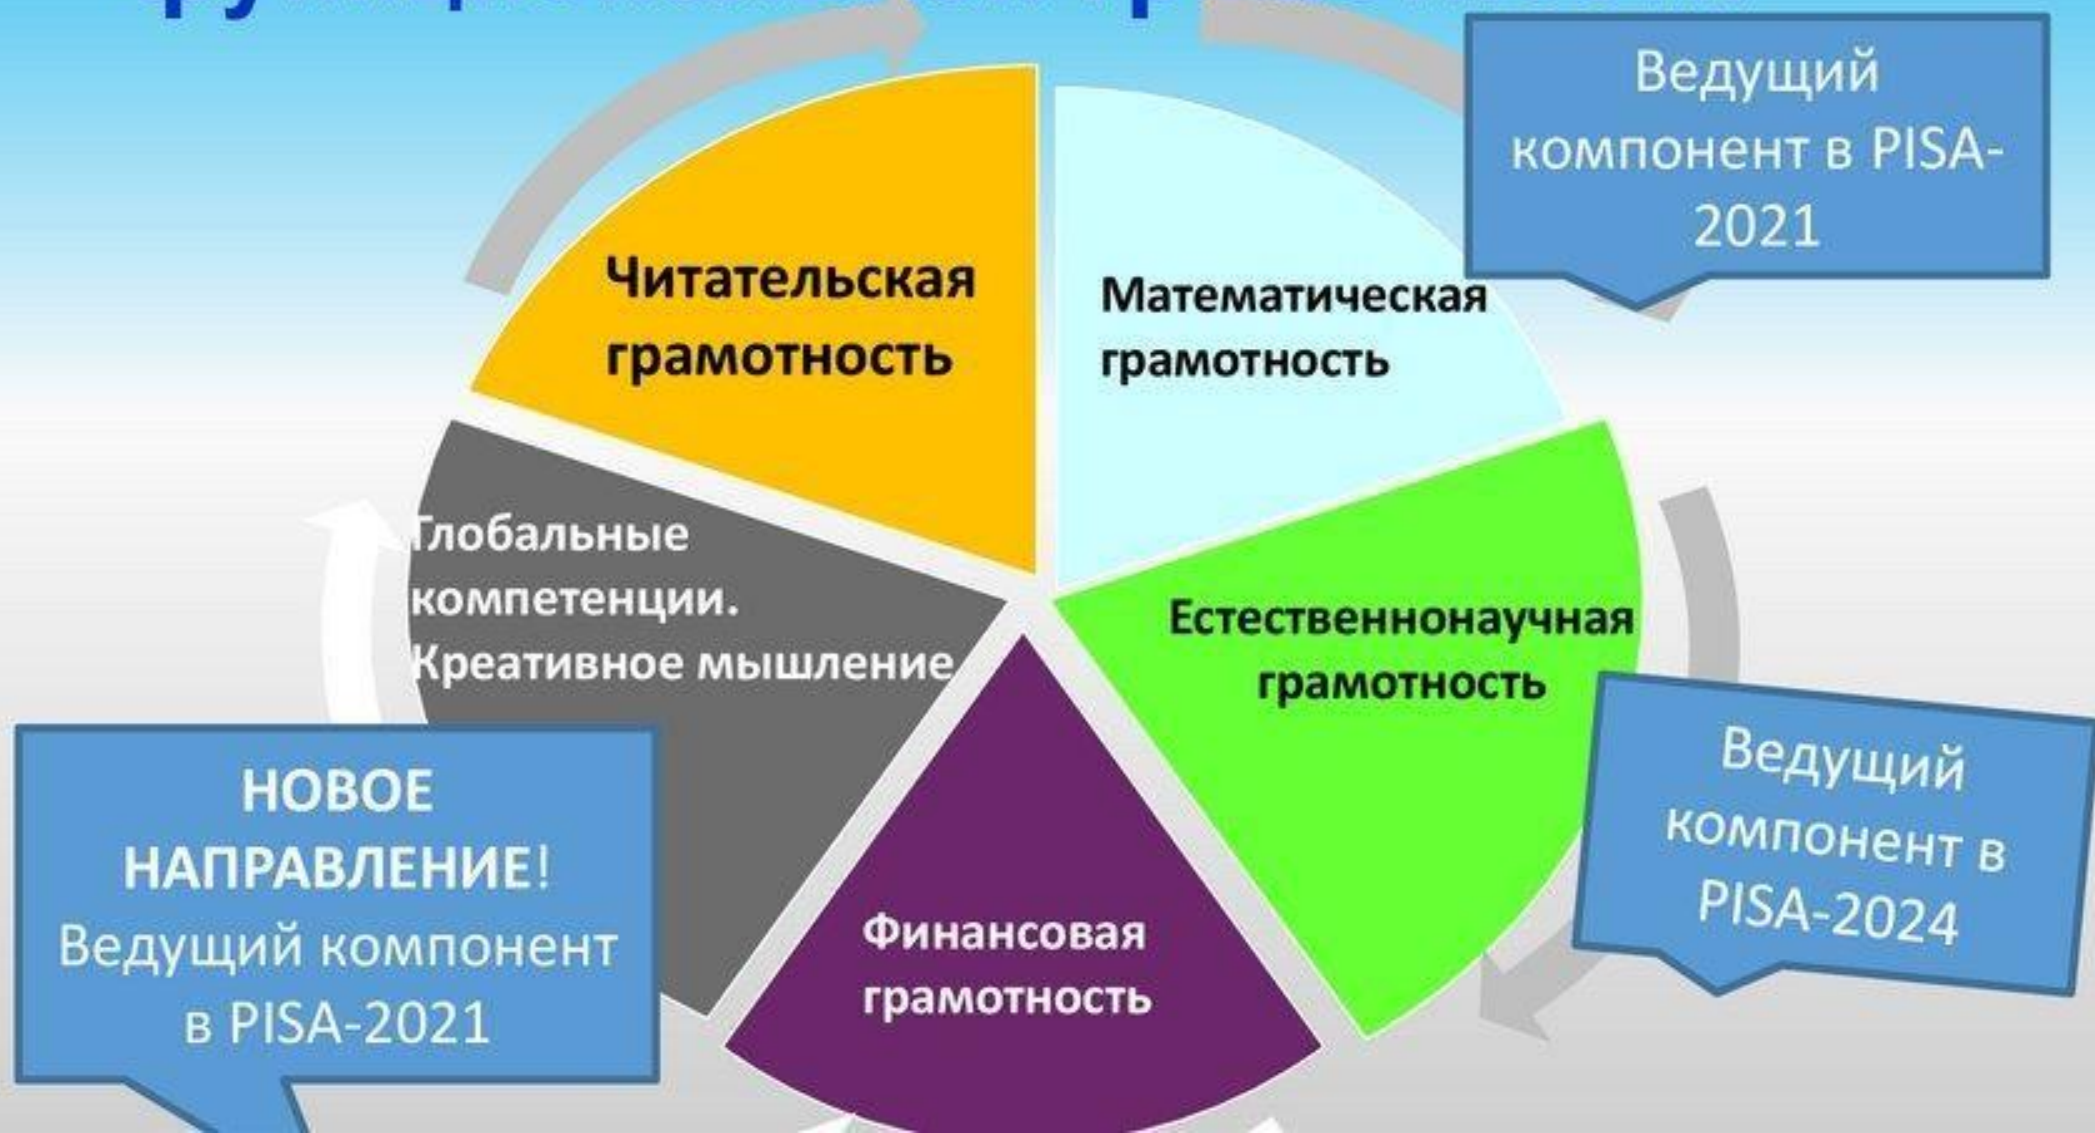 Ведущий
компонент в PISA-
2021
Читательская
грамотность
Математическая
грамотность
Глобальные
компетенции.
Креативное мышление
Естественнонаучная
грамотность
НОВОЕ
НАПРАВЛЕНИЕ!
Ведущий компонент
в PISA-2021
Ведущий
компонент в
PISA-2024
Финансовая
грамотность